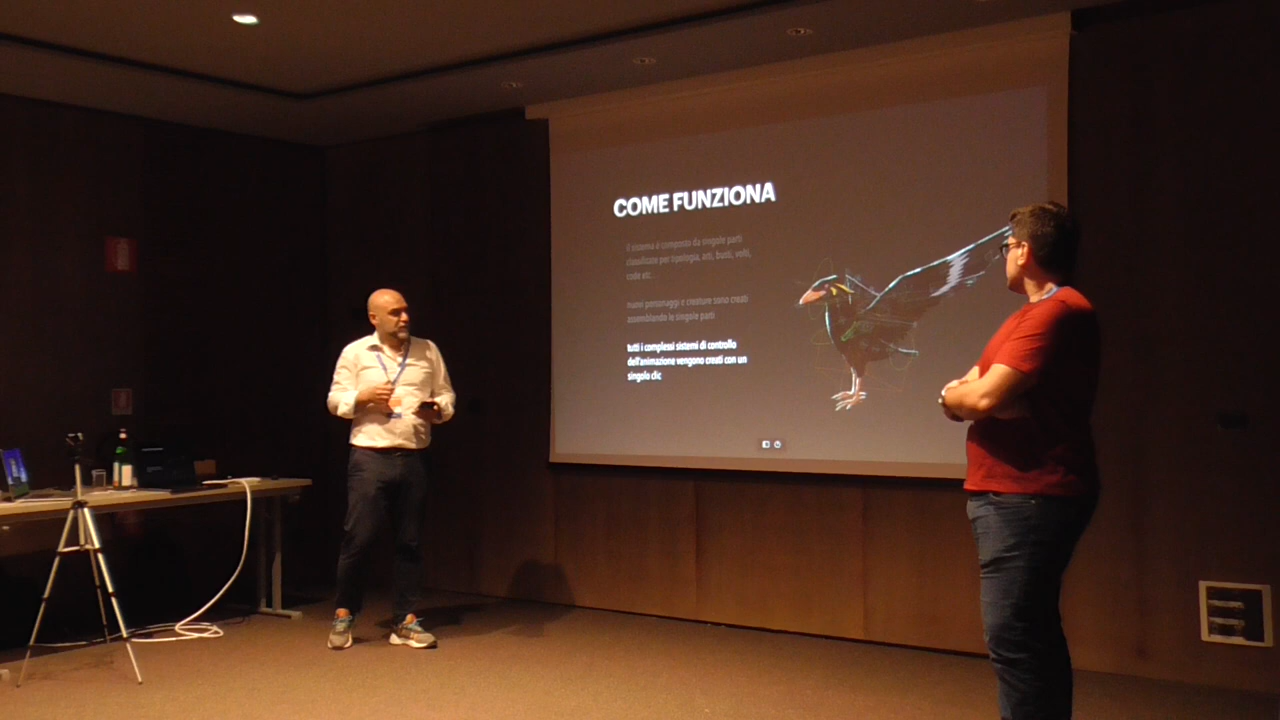 COME FUNZIONA
il sistema è composto da singole parti
classificate per tipologia, arti, busti, volti,
code etc
nuovi personaggi e creature sono creati
assemblando le singole parti
tutti i complessi sistemi di controllo
dell'animazione vengono creati con un
singolo clic